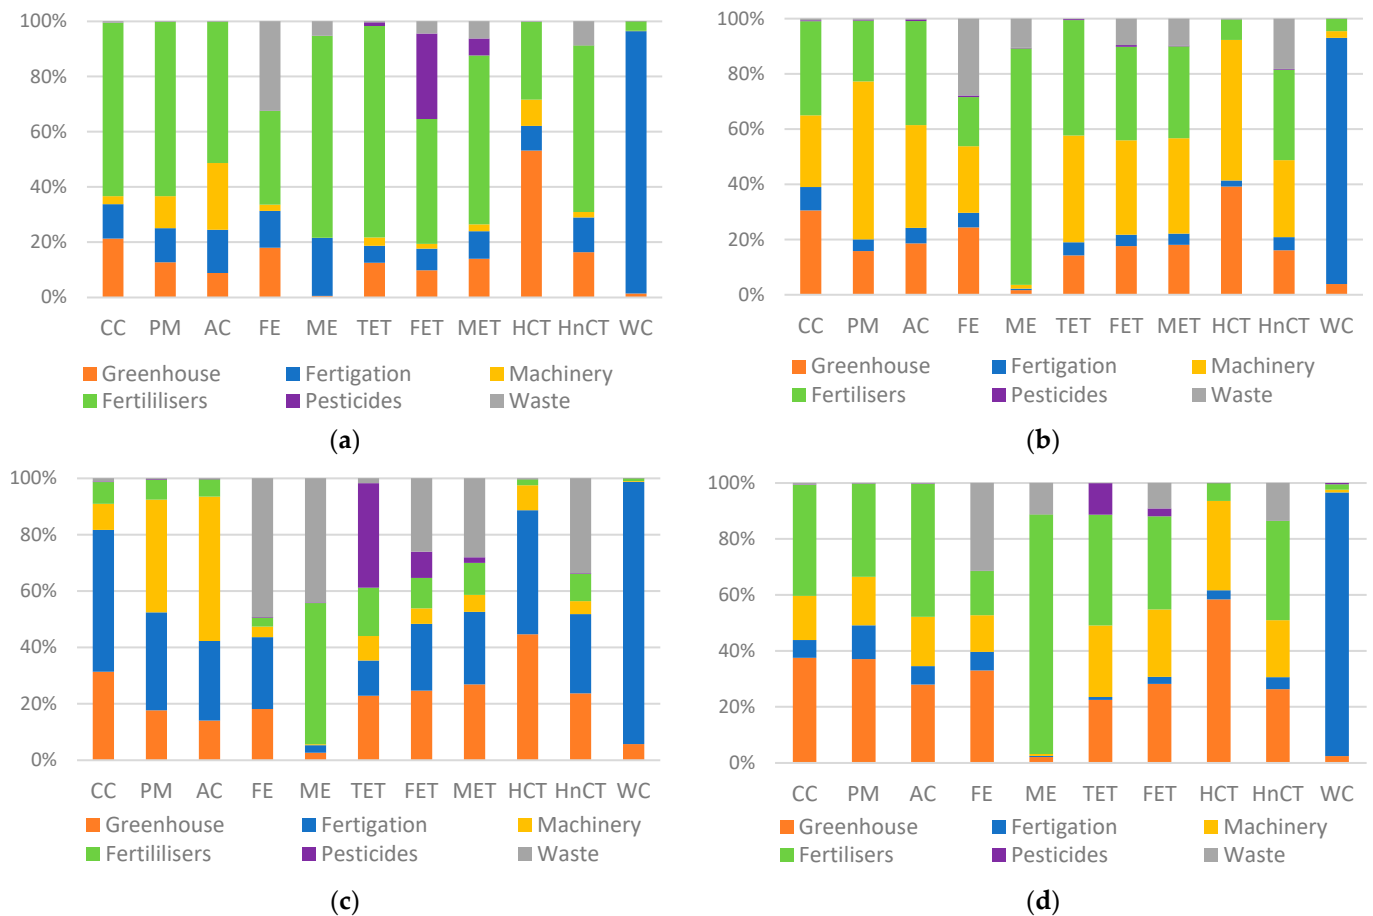 100%
80%
60%
40%
20%
0%
CC PM AC FE ME TET FET MET HCT HnCT WC
Greenhouse Fertigation Machinery
Fertililisers Pesticides Waste
(a)
100%
80%
60%
40%
20%
0%
CC PM AC FE ME TET FET MET HCT HnCT WC
Greenhouse Fertigation Machinery
Fertilisers Pesticides Waste
(b)
100%
80%
60%
40%
20%
0%
CC PM AC FE ME TET FET MET HCT HnCT WC
Greenhouse Fertigation Machinery
Fertililisers Pesticides Waste
(c)
100%
80%
60%
40%
20%
0%
CC PM AC FE ME TET FET HCT HnCT WC
Greenhouse Fertigation Machinery
Fertilisers Pesticides Waste
(d)